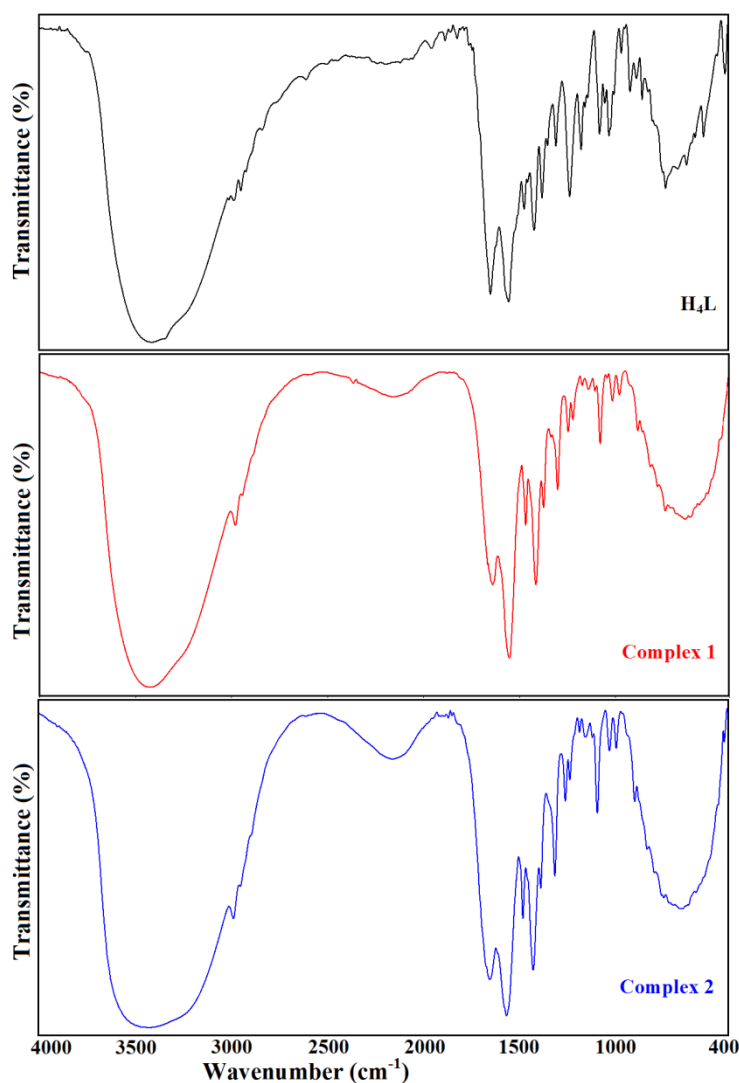 Transmittance (%)
H₄L
Transmittance (%)
Complex 1
Transmittance (%)
Complex 2
4000 3500 3000 2500 2000 1500 1000 400
Wavenumber (cm⁻¹)